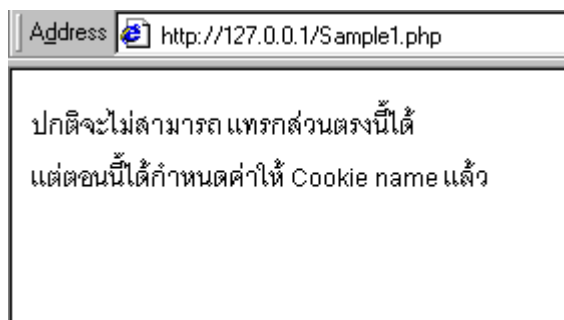 Address http://127.0.0.1/Sample1.php
ปกติจะไม่สามารถ แทรกส่วนตรงนี้ได้
แต่ตอนนี้ได้กำหนดค่าให้ Cookie name แล้ว